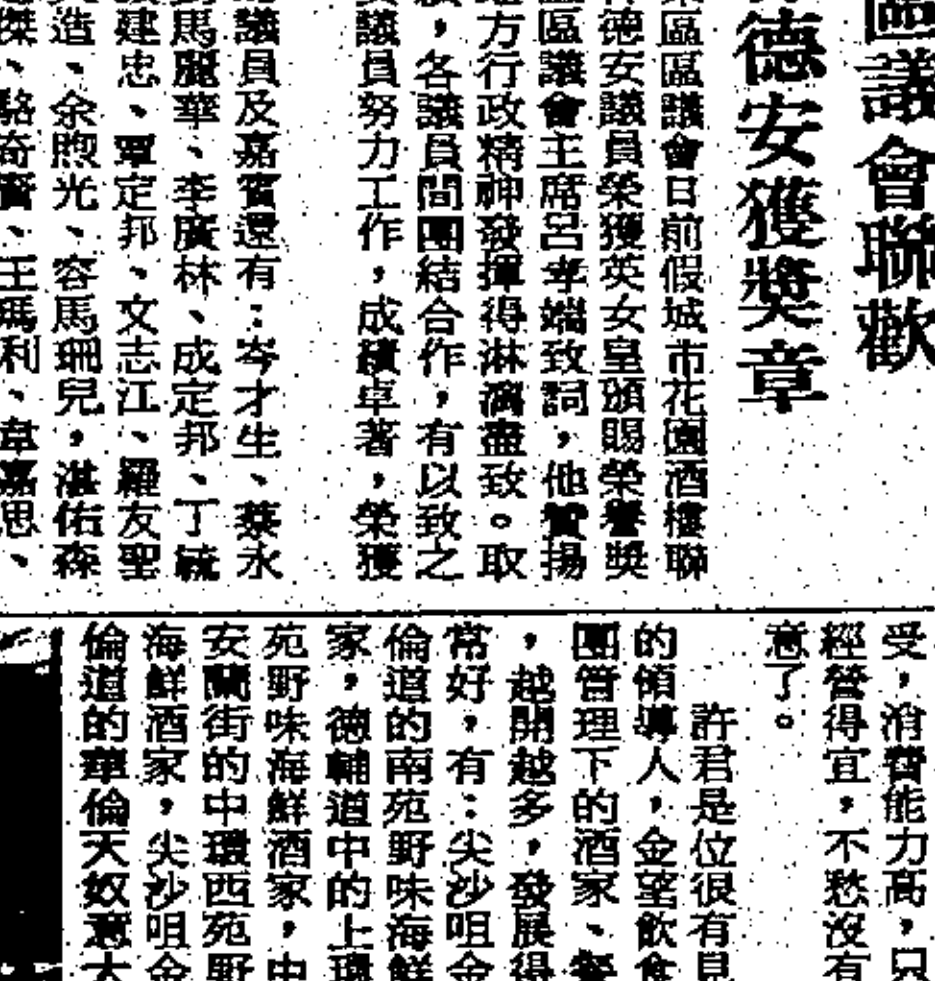 區議會聯歡
德安獲獎章
區區議會日前假城市花園酒樓聯
德安議員榮獲英女皇頒賜榮譽獎
區議會主席呂孝端致詞，他贊揚
方行政精神發揮得淋漓盡致。取
，各議員間團結合作，有以致之
議員努力工作，成績卓著，榮獲
議員及嘉賓還有：岑才生、蔡永
馬麗華、李廣林、成定邦、丁毓
建忠、覃定邦、文志江、羅友聖
造、余煦光、容馬珊兒，湛佑森
傑、駱奇賓、王瑪利、韋嘉思、
受，消費能力高，只
經營得宜，不愁沒有
意了。
許君是位很有見
的領導人，金望飲食
團管理下的酒家、餐
，越開越多，發展得
常好，有：尖沙咀金
倫道的南苑野味海鮮
家，德輔道中的上環
苑野味海鮮酒家，中
安蘭街的中環西苑野
海鮮酒家，尖沙咀金
倫道的華倫天奴意大